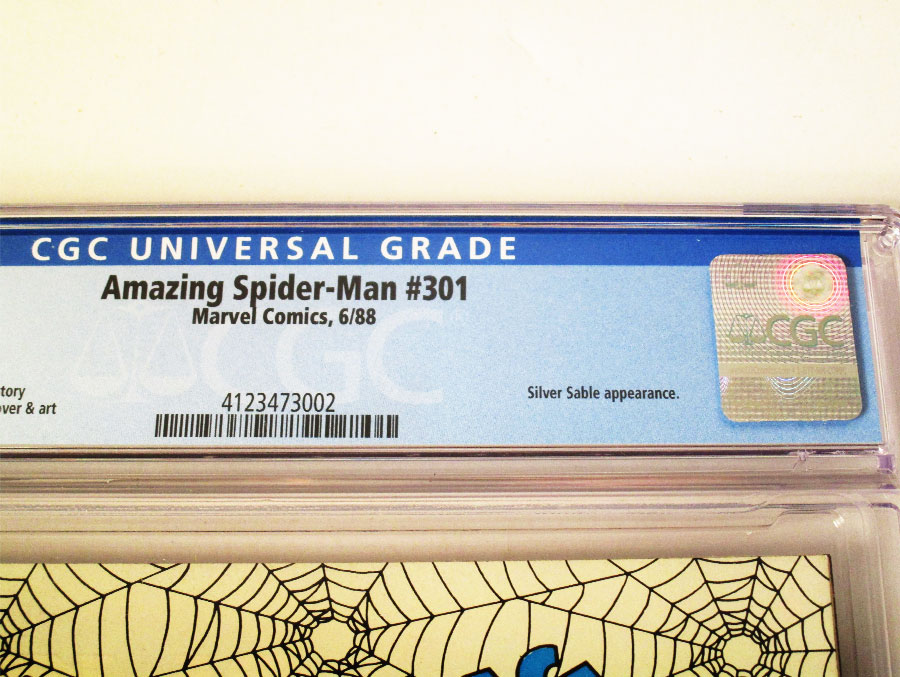 CGC UNIVERSAL GRADE
Amazing Spider-Man #301
Marvel Comics, 6/88
CGC
CGC
tory
over & art
4123473002
Silver Sable appearance.